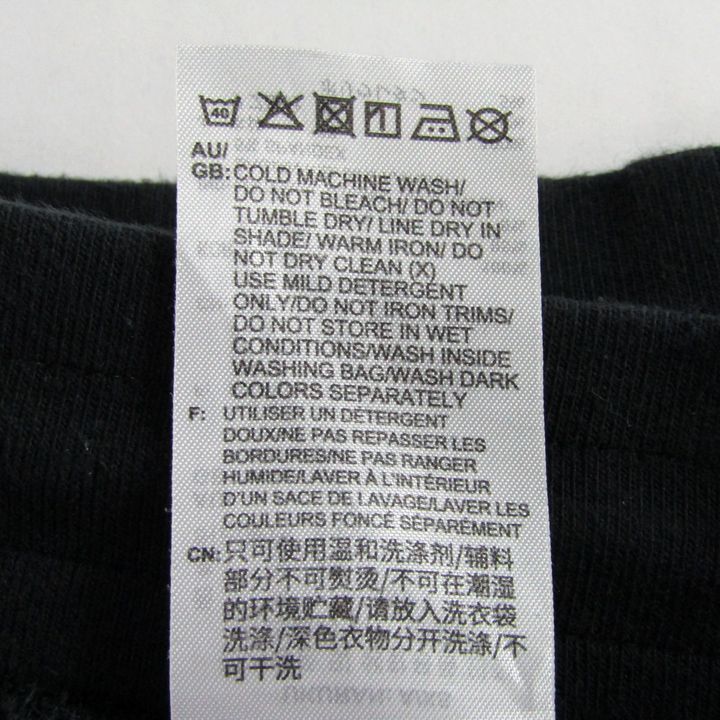 40
AU/
GB: COLD MACHINE WASH/
DO NOT BLEACH/ DO NOT
TUMBLE DRY/ LINE DRY IN
SHADE/ WARM IRON/ DO
NOT DRY CLEAN (X)
USE MILD DETERGENT
ONLY/DO NOT IRON TRIMS/
DO NOT STORE IN WET
CONDITIONS/WASH INSIDE
WASHING BAG/WASH DARK
COLORS SEPARATELY
F: UTILISER UN DÉTERGENT
DOUX/NE PAS REPASSER LES
BORDURES/NE PAS RANGER
HUMIDE/LAVER À L'INTÉRIEUR
D'UN SACE DE LAVAGE/LAVER LES
COULEURS FONCÉ SÉPARÉMENT
CN: 只可使用温和洗涤剂/辅料
部分不可熨烫/不可在潮湿
的环境贮藏/请放入洗衣袋
洗涤/深色衣物分开洗涤/不
可干洗